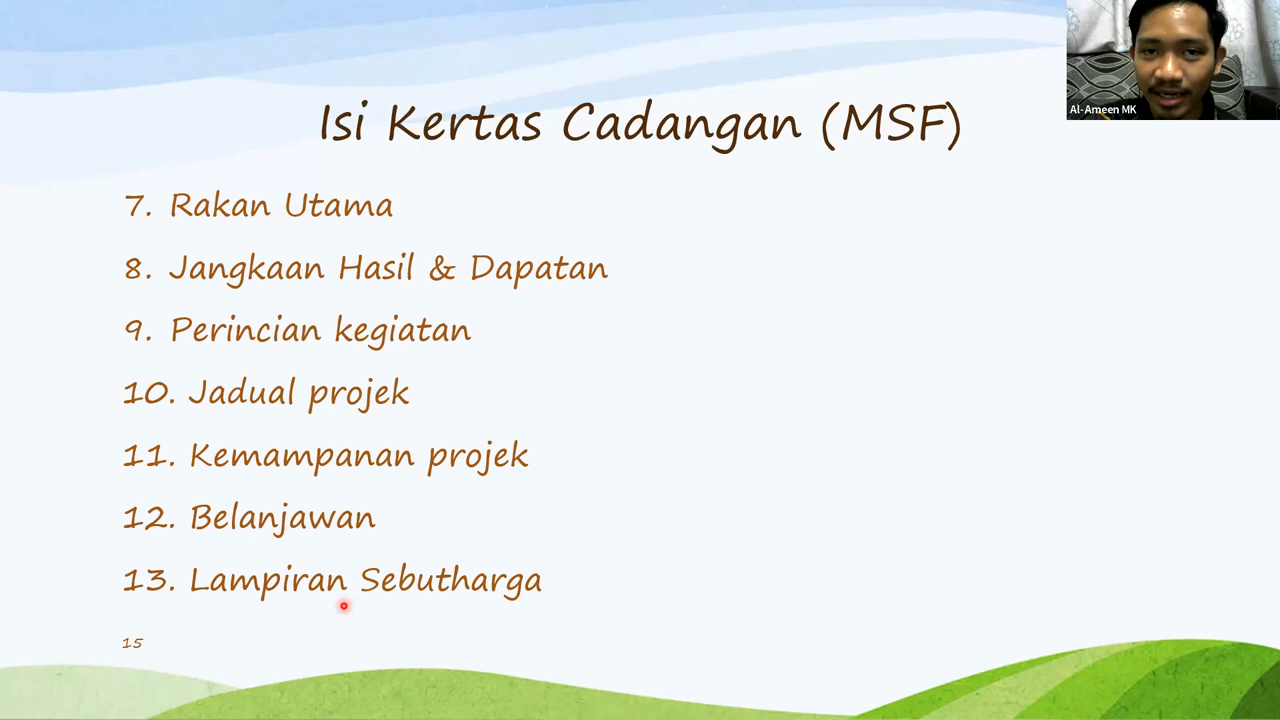 Isi Kertas Cadangan (MSF)
Al-Ameen MK
7. Rakan Utama
8. Jangkaan Hasil & Dapatan
9. Perincian kegiatan
10. Jadual projek
11. Kemampanan projek
12. Belanjawan
13. Lampiran Sebutharga
15